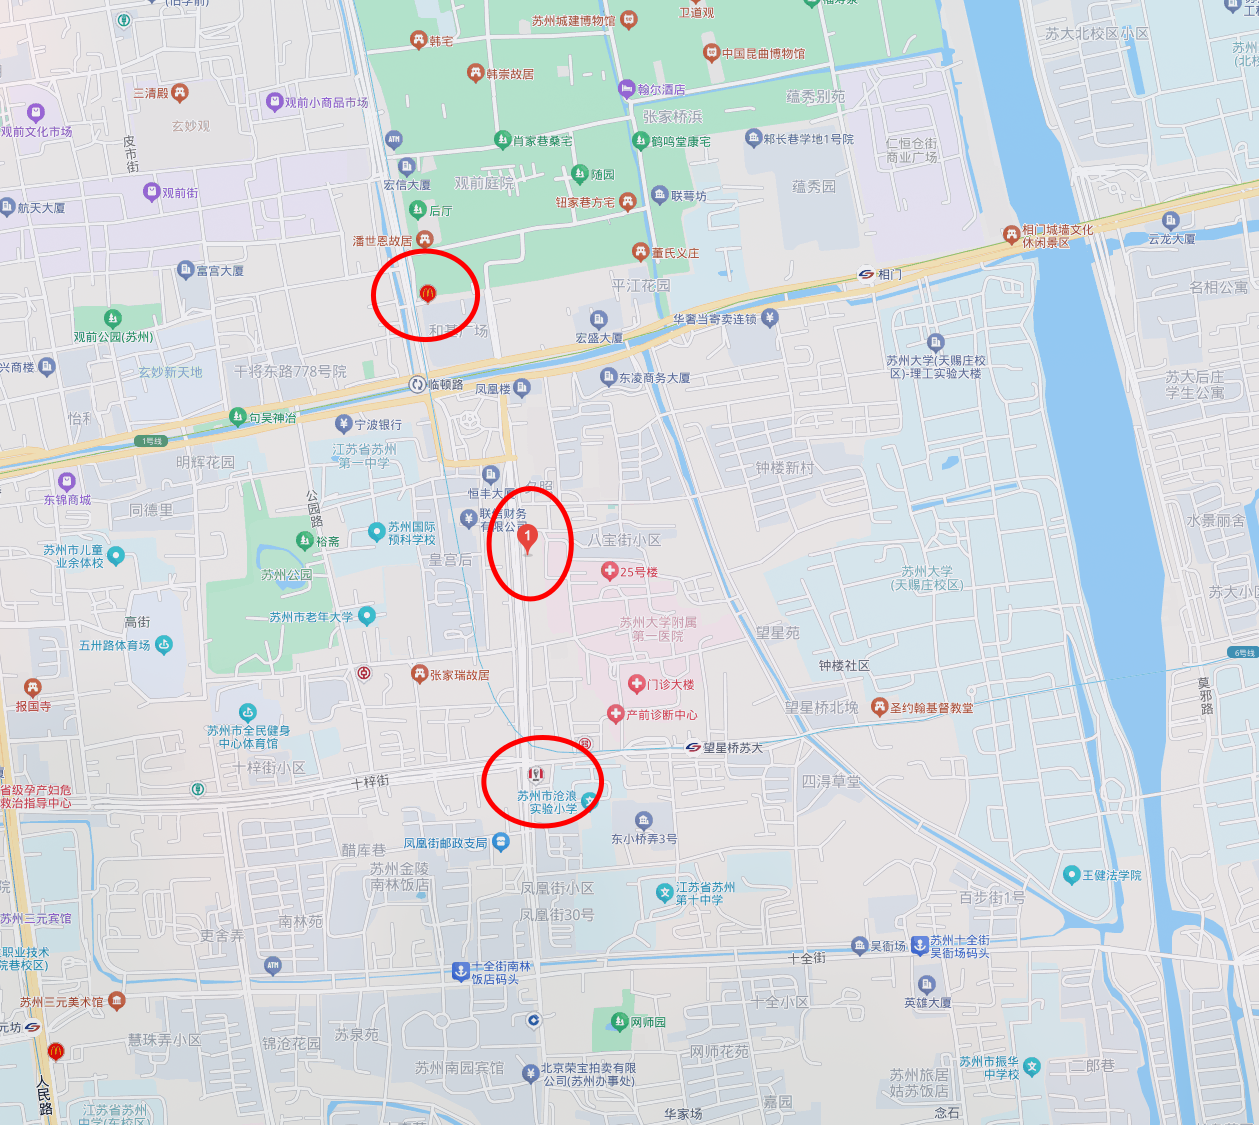 苏州城建博物馆
卫道观
韩宅
中国昆曲博物馆
苏大北校区小区
三清殿
韩崇故居
翰尔酒店
蕴秀别苑
观前小商品市场
观前文化市场
玄妙观
张家桥浜
皮市街
ATM
肖家巷桑宅
鹤鸣堂康宅
郏长巷学地1号院
仁恒仓街
商业广场
宏信大厦
观前庭院
随园
蕴秀园
观前街
钮家巷方宅
联萼坊
航天大厦
后厅
潘世恩故居
董氏义庄
相门城墙文化
休闲景区
云龙大厦
富宫大厦
相门
平江花园
名相公寓
观前公园(苏州)
和基广场
宏盛大厦
华奢当寄卖连锁
兴商楼
玄妙新天地
干将东路778号院
临顿路
凤凰楼
东凌商务大厦
苏州大学(天赐庄校
区)-理工实验大楼
苏大后庄
学生公寓
怡和
句吴神治
宁波银行
1号线
明辉花园
江苏省苏州
第一中学
钟楼新村
东锦商城
恒丰大厦
夕照
同德里
公园路
联信财务
有限公司
苏州国际
预科学校
1
水景丽舍
苏州市儿童
业余体校
裕斋
皇宫后
八宝街小区
苏州公园
25号楼
苏州大学
(天赐庄校区)
高街
苏州市老年大学
苏州大学附属
第一医院
望星苑
五卅路体育场
钟楼社区
6号线
张家瑞故居
门诊大楼
莫邪路
报国寺
产前诊断中心
望星桥北堍
圣约翰基督教堂
苏州市全民健身
中心体育馆
望星桥苏大
十梓街小区
十梓街
四浔草堂
省级孕产妇危
救治指导中心
苏州市沧浪
实验小学
凤凰街邮政支局
东小桥弄3号
醋库巷
苏州金陵
南林饭店
凤凰街小区
凤凰街30号
江苏省苏州
第十中学
王健法学院
百步街1号
苏州三元宾馆
南林苑
吏舍弄
吴衙场
苏州十全街
吴衙场码头
十全街
ATM
十全街南林
饭店码头
英雄大厦
苏州三元美术馆
十全小区
网师园
慧珠弄小区
锦沧花园
苏泉苑
网师花苑
苏州南园宾馆
北京荣宝拍卖有限
公司(苏州办事处)
苏州市振华
中学校
二郎巷
苏州旅居
姑苏饭店
人民路
嘉园
华家场
念石
江苏省苏州